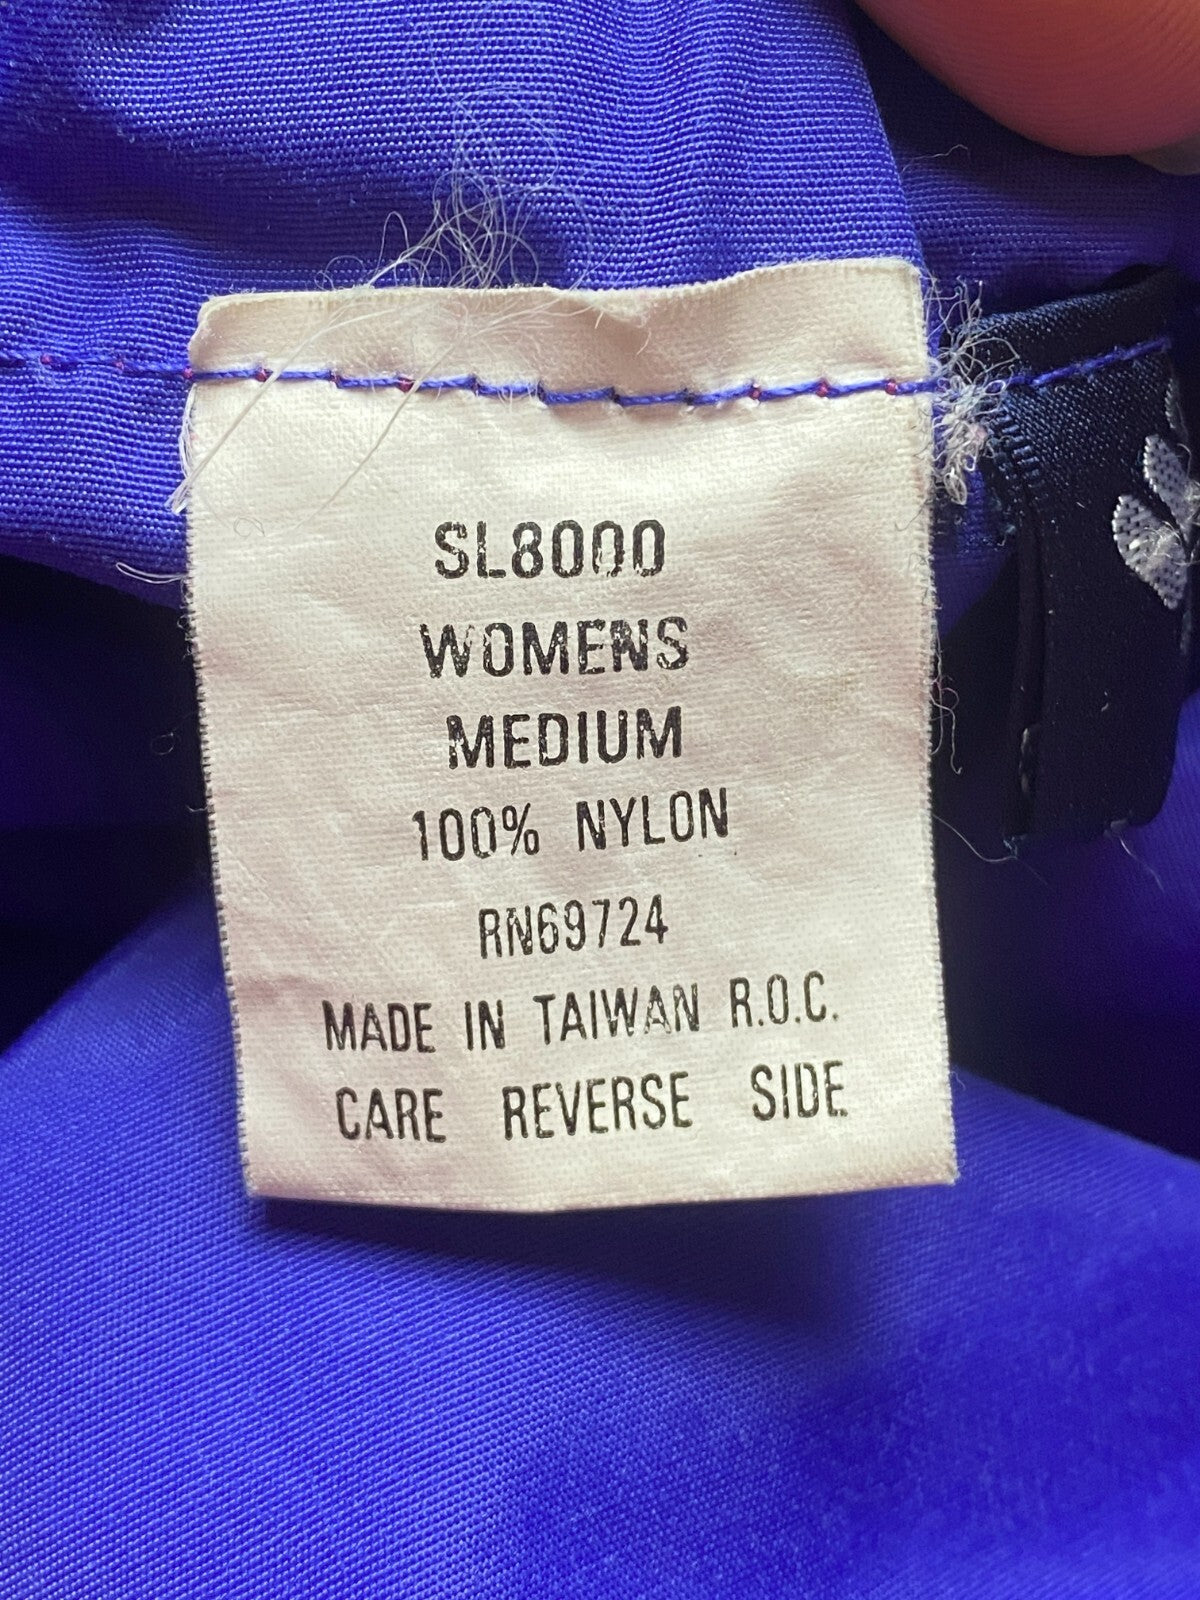 SL8000
WOMENS
MEDIUM
100% NYLON
RN69724
MADE IN TAIWAN R.O.C.
CARE REVERSE SIDE